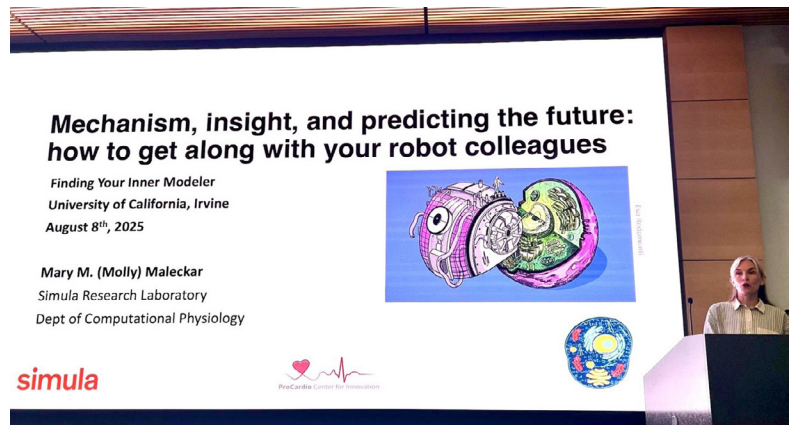 Mechanism, insight, and predicting the future:
how to get along with your robot colleagues
Finding Your Inner Modeler
University of California, Irvine
August 8th, 2025
Mary M. (Molly) Maleckar
Simula Research Laboratory
Dept of Computational Physiology
simula
ProCardio Center for Innovation